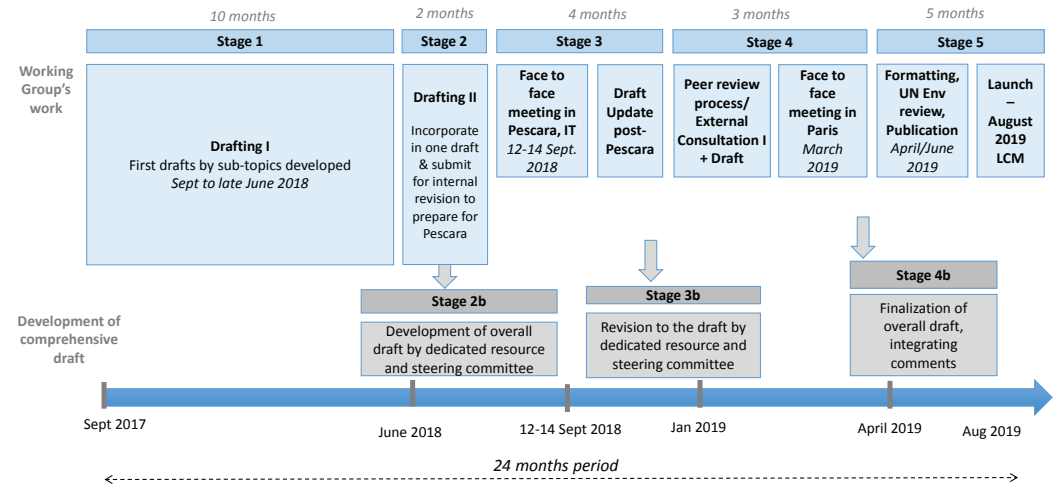 10 months
2 months
4 months
3 months
5 months
Stage 1
Stage 2
Stage 3
Stage 4
Stage 5
Working
Group's
work
Drafting I
First drafts by sub-topics developed
Sept to late June 2018
Drafting II
Incorporate
in one draft
& submit
for internal
revision to
prepare for
Pescara
Face to
face
meeting in
Pescara, IT
12-14 Sept.
2018
Draft
Update
post-
Pescara
Peer review
process/
External
Consultation I
+ Draft
Face to
face
meeting in
Paris
March
2019
Formatting,
UN Env
review,
Publication
April/June
2019
Launch
–
August
2019
LCM
Development of
comprehensive
draft
Stage 2b
Development of overall
draft by dedicated resource
and steering committee
Stage 3b
Revision to the draft by
dedicated resource and
steering committee
Stage 4b
Finalization of
overall draft,
integrating
comments
Sept 2017
June 2018
12-14 Sept 2018
Jan 2019
April 2019
Aug 2019
24 months period